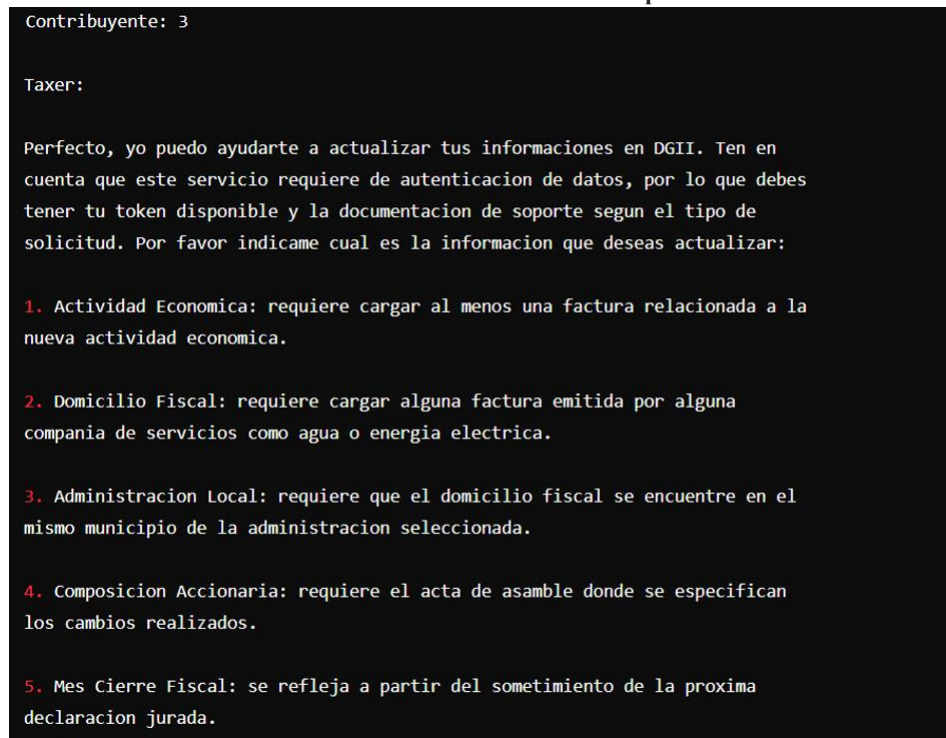 Contribuyente: 3
Taxer:
Perfecto, yo puedo ayudarte a actualizar tus informaciones en DGII. Ten en
cuenta que este servicio requiere de autenticacion de datos, por lo que debes
tener tu token disponible y la documentacion de soporte segun el tipo de
solicitud. Por favor indicame cual es la informacion que deseas actualizar:
1. Actividad Economica: requiere cargar al menos una factura relacionada a la
nueva actividad economica.
2. Domicilio Fiscal: requiere cargar alguna factura emitida por alguna
compania de servicios como agua o energia electrica.
3. Administracion Local: requiere que el domicilio fiscal se encuentre en el
mismo municipio de la administracion seleccionada.
4. Composicion Accionaria: requiere el acta de asamble donde se especifican
los cambios realizados.
5. Mes Cierre Fiscal: se refleja a partir del sometimiento de la proxima
declaracion jurada.